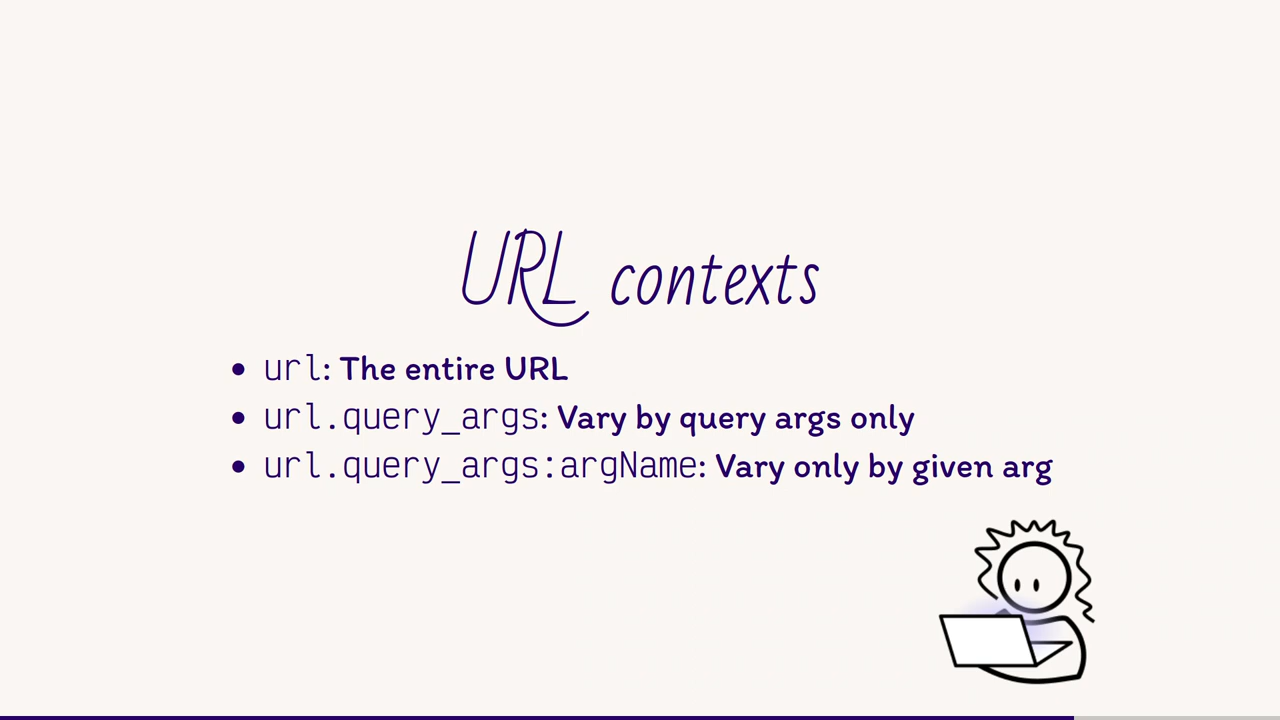 URL contexts
url: The entire URL
url.query_args: Vary by query args only
url.query_args:argName: Vary only by given arg